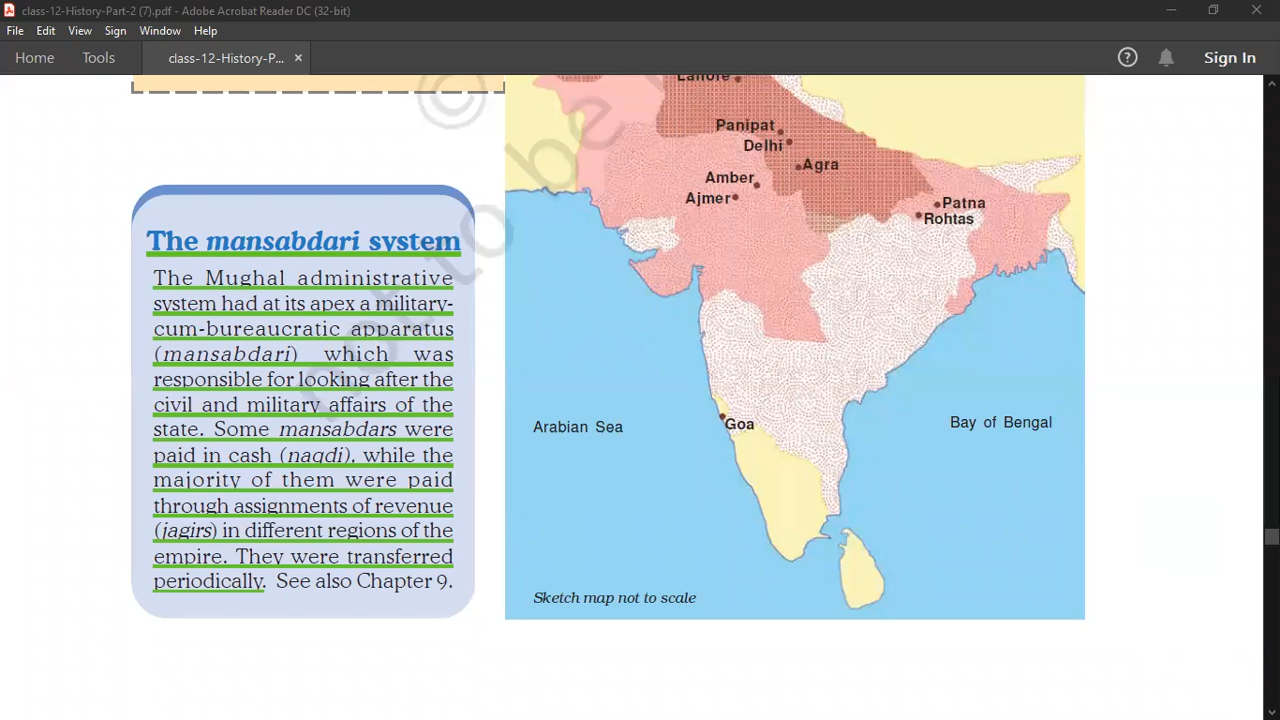 class-12-History-Part-2 (7).pdf - Adobe Acrobat Reader DC (32-bit)
File Edit View Sign Window Help
Home Tools class-12-History-P... × Sign In
Lahore
Panipat
Delhi
Agra
Amber
Ajmer
Patna
Rohtas
The mansabdari system
The Mughal administrative
system had at its apex a military-
cum-bureaucratic apparatus
(mansabdari) which was
responsible for looking after the
civil and military affairs of the
state. Some mansabdars were
paid in cash (naqdi), while the
majority of them were paid
through assignments of revenue
(jagirs) in different regions of the
empire. They were transferred
periodically. See also Chapter 9.
Arabian Sea
Goa
Bay of Bengal
Sketch map not to scale
© not to be